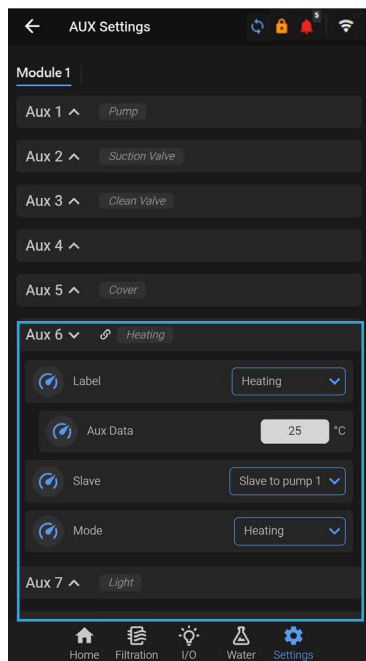 AUX Settings
5
Module 1
Aux 1 Pump
Aux 2 Suction Valve
Aux 3 Clean Valve
Aux 4
Aux 5 Cover
Aux 6 Heating
Label Heating
Aux Data 25 °C
Slave Slave to pump 1
Mode Heating
Aux 7 Light
Home Filtration I/O Water Settings